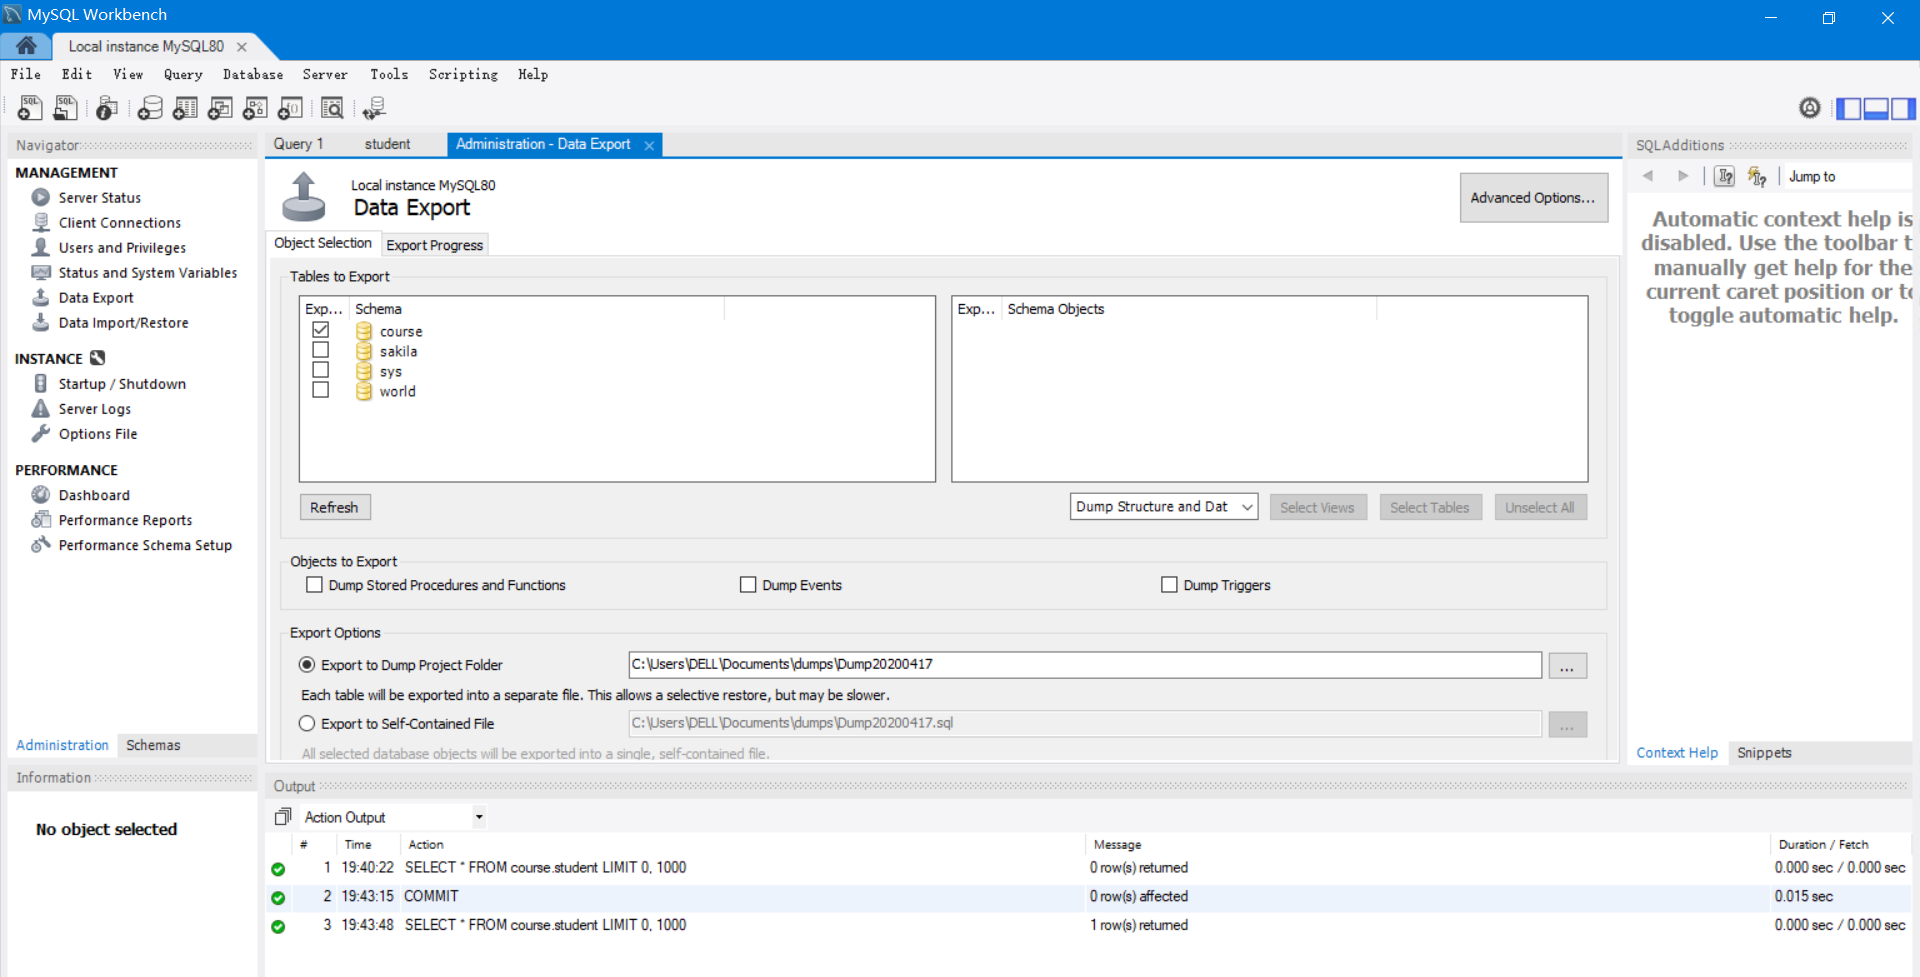 MySQL Workbench
Local instance MySQL80
File Edit View Query Database Server Tools Scripting Help
Navigator
MANAGEMENT
Server Status
Client Connections
Users and Privileges
Status and System Variables
Data Export
Data Import/Restore
INSTANCE
Startup / Shutdown
Server Logs
Options File
PERFORMANCE
Dashboard
Performance Reports
Performance Schema Setup
Administration Schemas
Information
No object selected
Query 1 student Administration - Data Export
Local instance MySQL80
Data Export
Advanced Options...
Object Selection Export Progress
Tables to Export
Exp... Schema
course
sakila
sys
world
Exp... Schema Objects
Refresh
Dump Structure and Dat
Select Views
Select Tables
Unselect All
Objects to Export
Dump Stored Procedures and Functions
Dump Events
Dump Triggers
Export Options
Export to Dump Project Folder
C:\Users\DELL\Documents\dumps\Dump20200417
...
Each table will be exported into a separate file. This allows a selective restore, but may be slower.
Export to Self-Contained File
C:\Users\DELL\Documents\dumps\Dump20200417.sql
...
All selected database objects will be exported into a single, self-contained file.
SQLAdditions
Jump to
Automatic context help is
disabled. Use the toolbar t
manually get help for the
current caret position or to
toggle automatic help.
Context Help Snippets
Output
Action Output
# Time Action Message Duration / Fetch
1 19:40:22 SELECT * FROM course.student LIMIT 0, 1000 0 row(s) returned 0.000 sec / 0.000 sec
2 19:43:15 COMMIT 0 row(s) affected 0.015 sec
3 19:43:48 SELECT * FROM course.student LIMIT 0, 1000 1 row(s) returned 0.000 sec / 0.000 sec